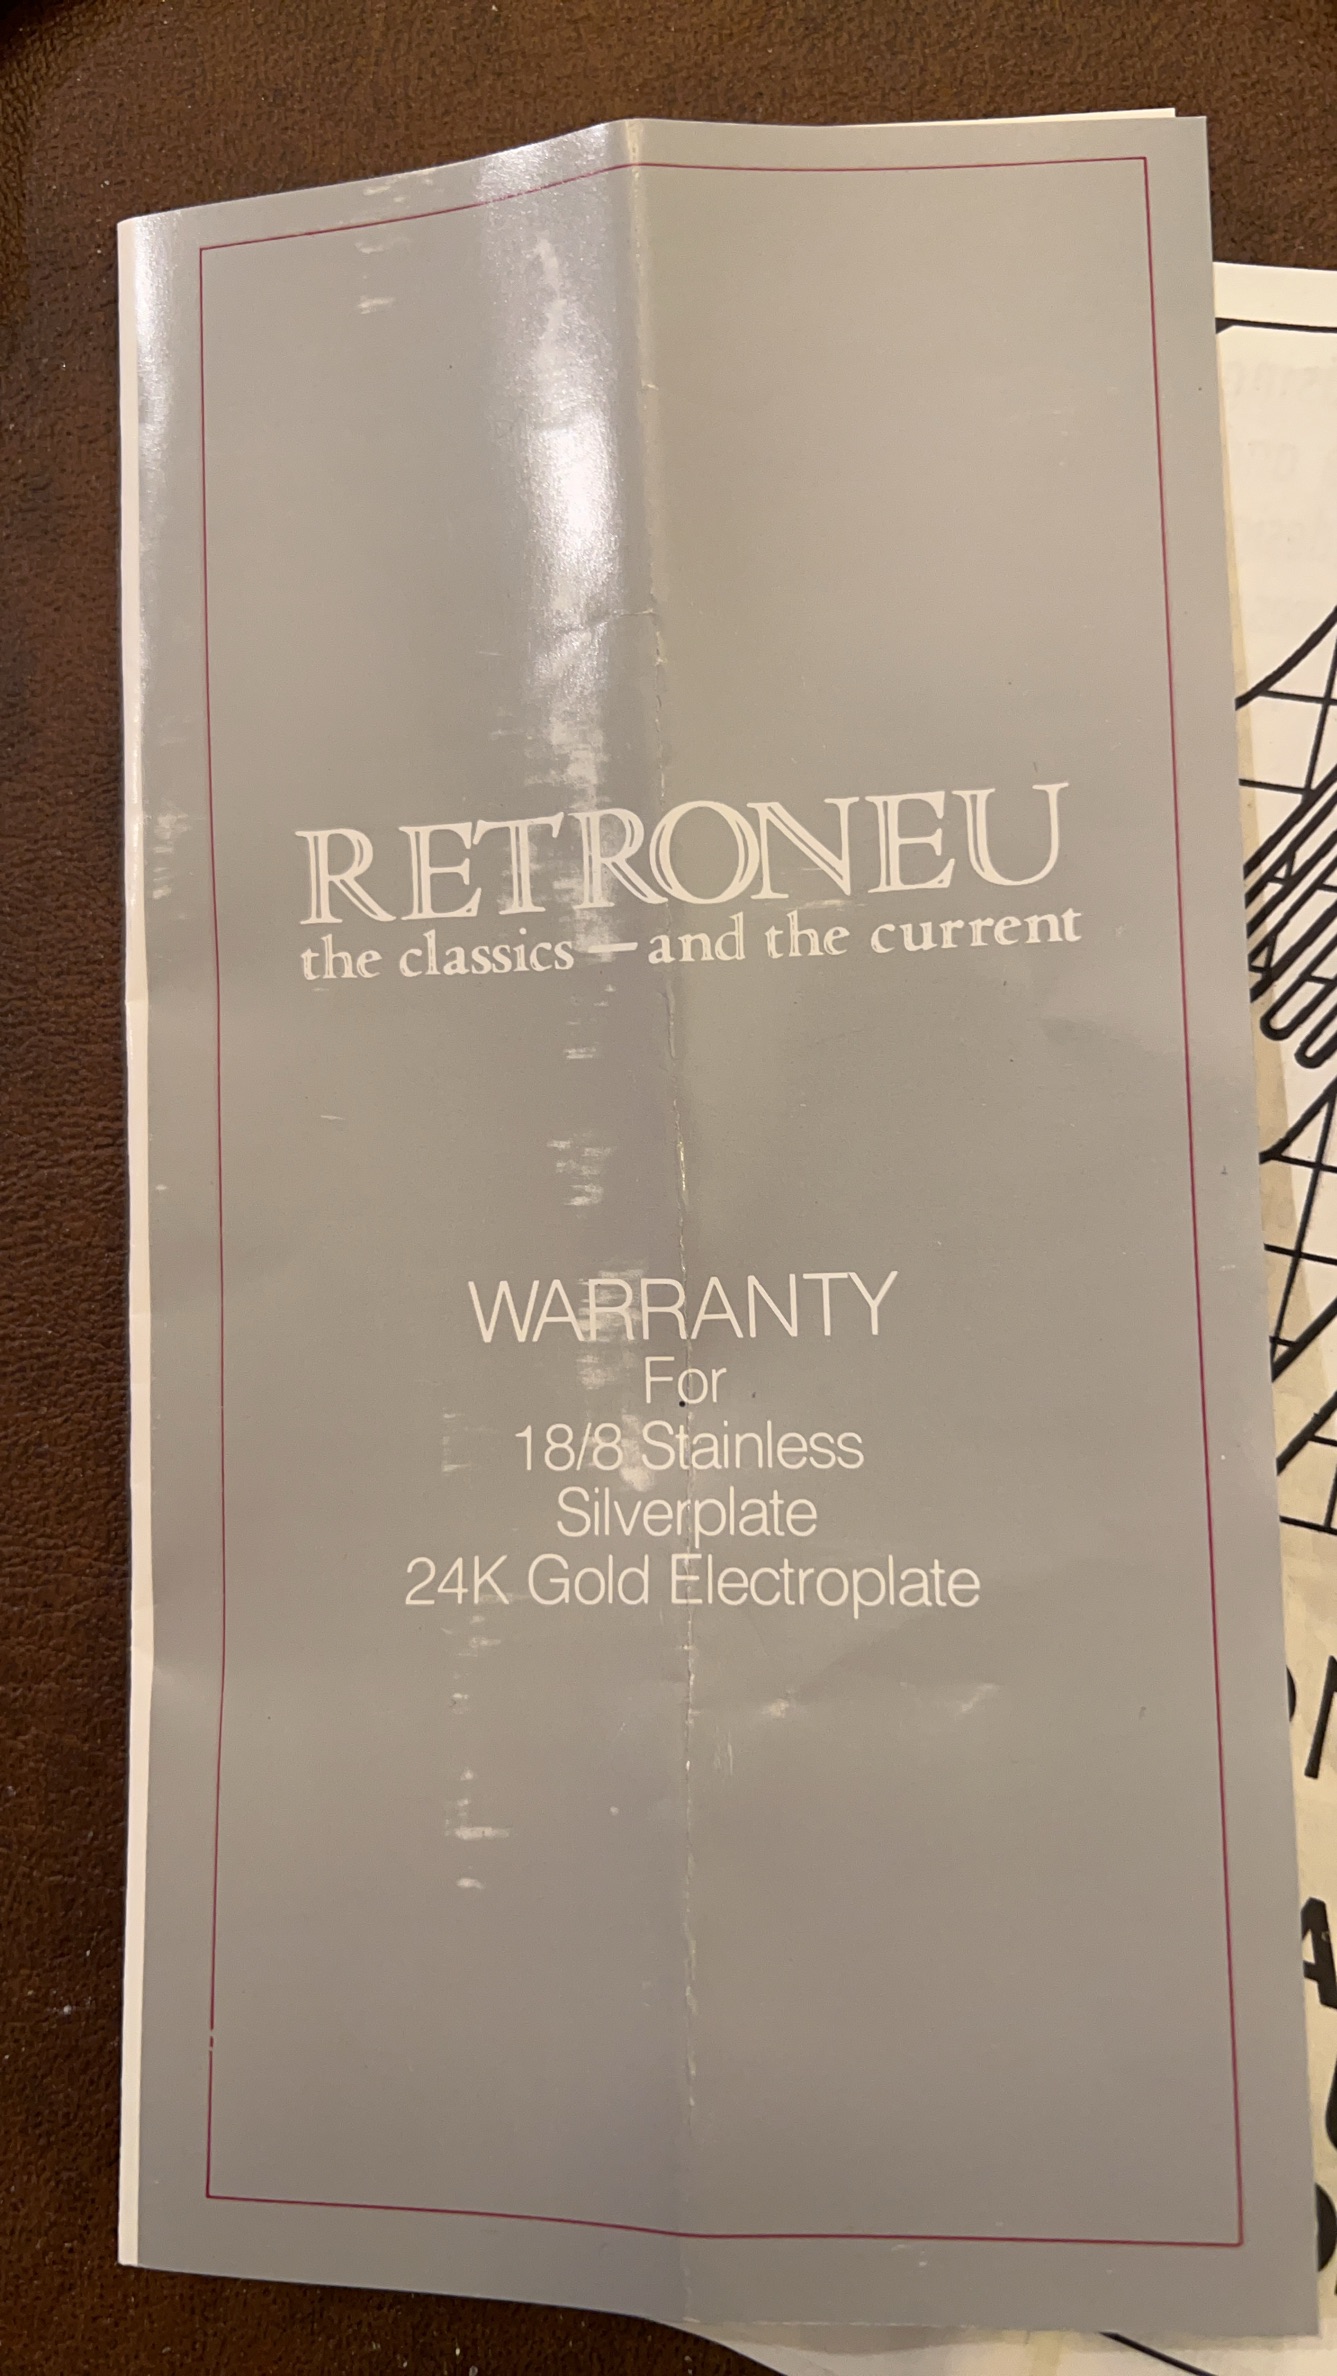 RETRONEU
the classics — and the current
WARRANTY
For
18/8 Stainless
Silverplate
24K Gold Electroplate